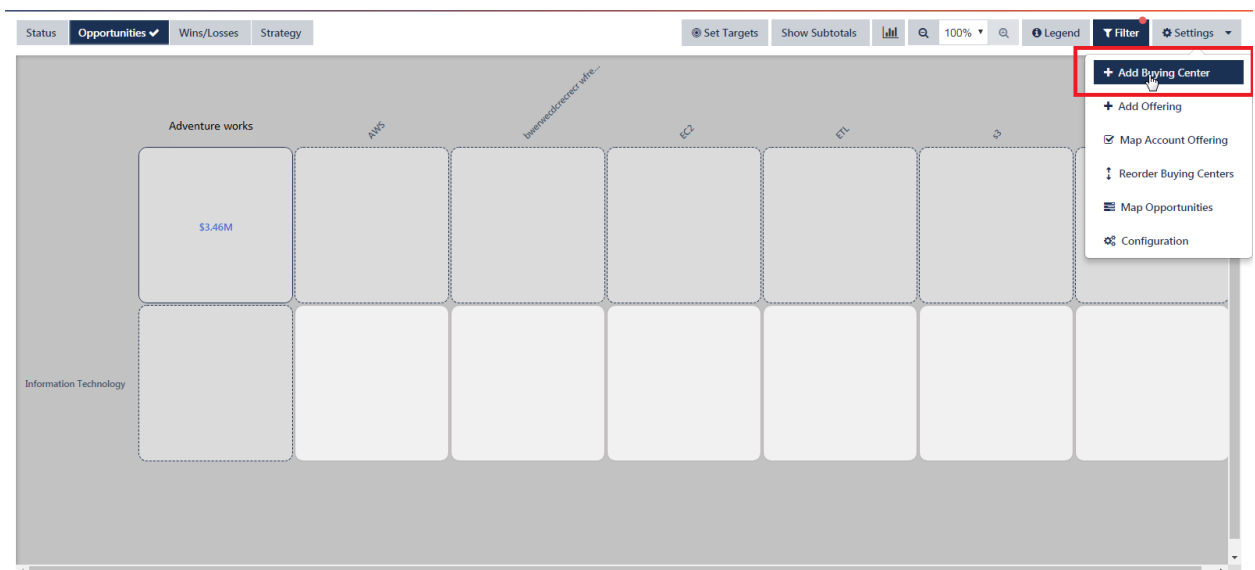 Status Opportunities Wins/Losses Strategy Set Targets Show Subtotals 100% Legend Filter Settings
Add Buying Center
Add Offering
Map Account Offering
Reorder Buying Centers
Map Opportunities
Configuration
Adventure works AWS EC2 ETL s3
$3.46M
Information Technology